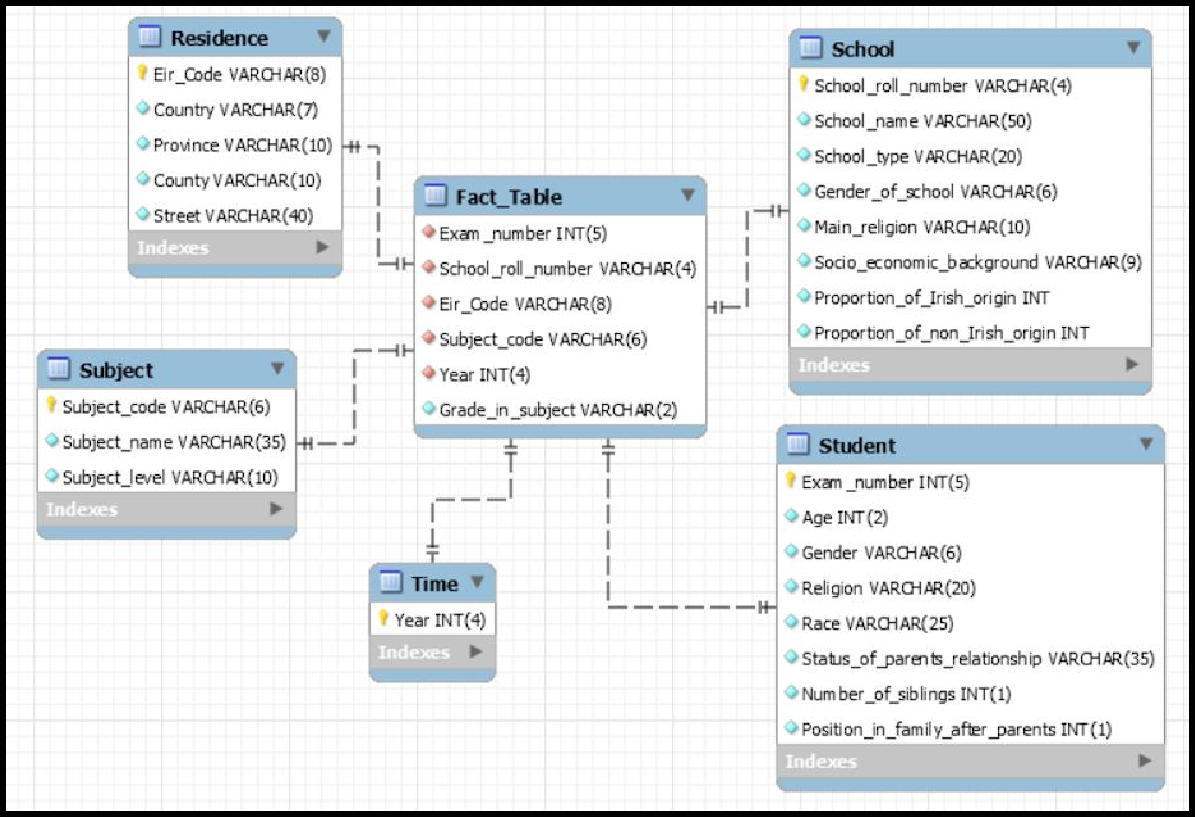 Residence
Eir_Code VARCHAR(8)
Country VARCHAR(7)
Province VARCHAR(10)
County VARCHAR(10)
Street VARCHAR(40)
Indexes
School
School_roll_number VARCHAR(4)
School_name VARCHAR(50)
School_type VARCHAR(20)
Gender_of_school VARCHAR(6)
Main_religion VARCHAR(10)
Socio_economic_background VARCHAR(9)
Proportion_of_Irish_origin INT
Proportion_of_non_Irish_origin INT
Indexes
Fact_Table
Exam_number INT(5)
School_roll_number VARCHAR(4)
Eir_Code VARCHAR(8)
Subject_code VARCHAR(6)
Year INT(4)
Grade_in_subject VARCHAR(2)
Subject
Subject_code VARCHAR(6)
Subject_name VARCHAR(35)
Subject_level VARCHAR(10)
Indexes
Time
Year INT(4)
Indexes
Student
Exam_number INT(5)
Age INT(2)
Gender VARCHAR(6)
Religion VARCHAR(20)
Race VARCHAR(25)
Status_of_parents_relationship VARCHAR(35)
Number_of_siblings INT(1)
Position_in_family_after_parents INT(1)
Indexes